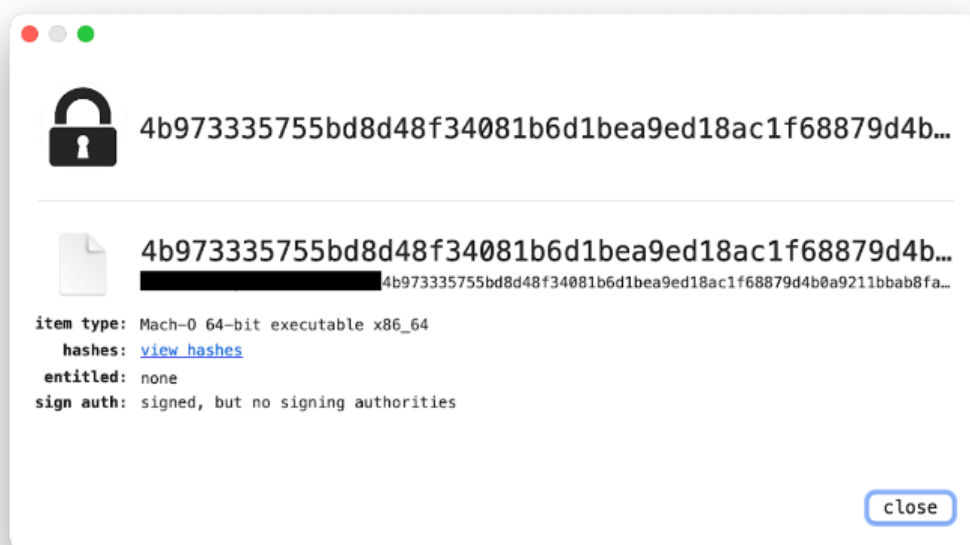 4b973335755bd8d48f34081b6d1bea9ed18ac1f68879d4b…
4b973335755bd8d48f34081b6d1bea9ed18ac1f68879d4b…
4b973335755bd8d48f34081b6d1bea9ed18ac1f68879d4b0a9211bbab8fa…
item type: Mach-O 64-bit executable x86_64
hashes: view hashes
entitled: none
sign auth: signed, but no signing authorities
close